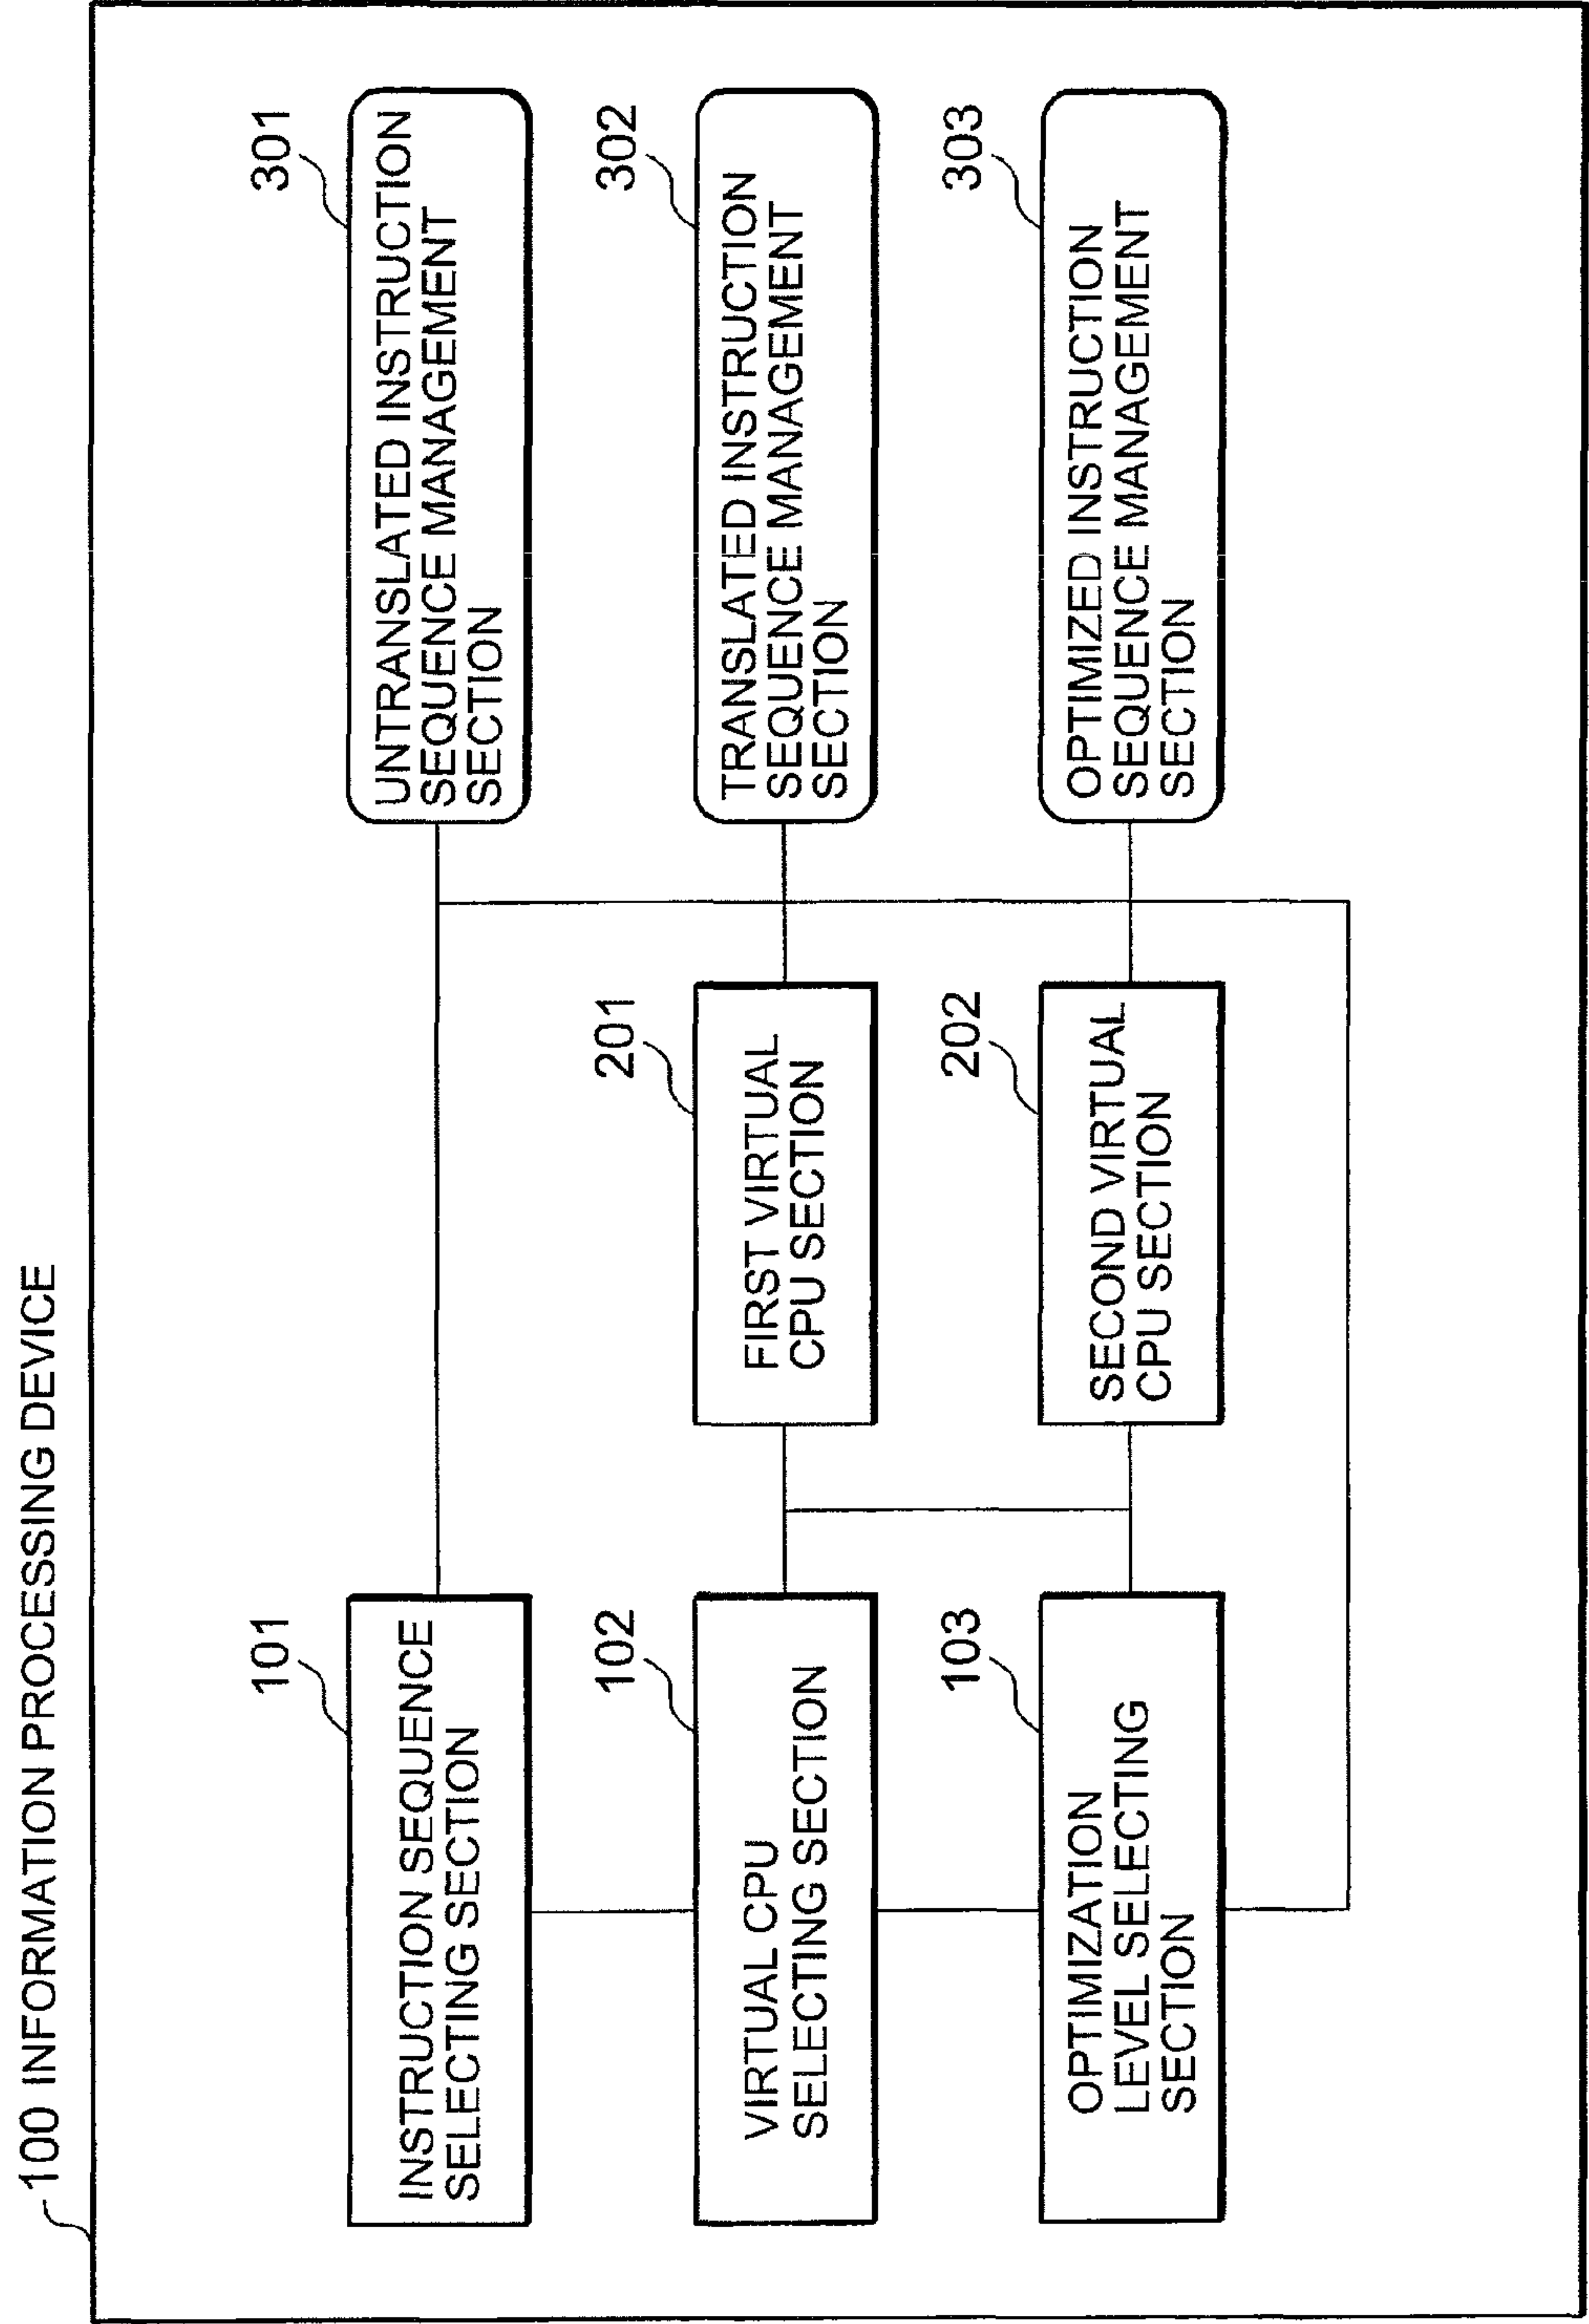 100 INFORMATION PROCESSING DEVICE
101
INSTRUCTION SEQUENCE
SELECTING SECTION
301
UNTRANSLATED INSTRUCTION
SEQUENCE MANAGEMENT
SECTION
102
VIRTUAL CPU
SELECTING SECTION
201
FIRST VIRTUAL
CPU SECTION
302
TRANSLATED INSTRUCTION
SEQUENCE MANAGEMENT
SECTION
103
OPTIMIZATION
LEVEL SELECTING
SECTION
202
SECOND VIRTUAL
CPU SECTION
303
OPTIMIZED INSTRUCTION
SEQUENCE MANAGEMENT
SECTION